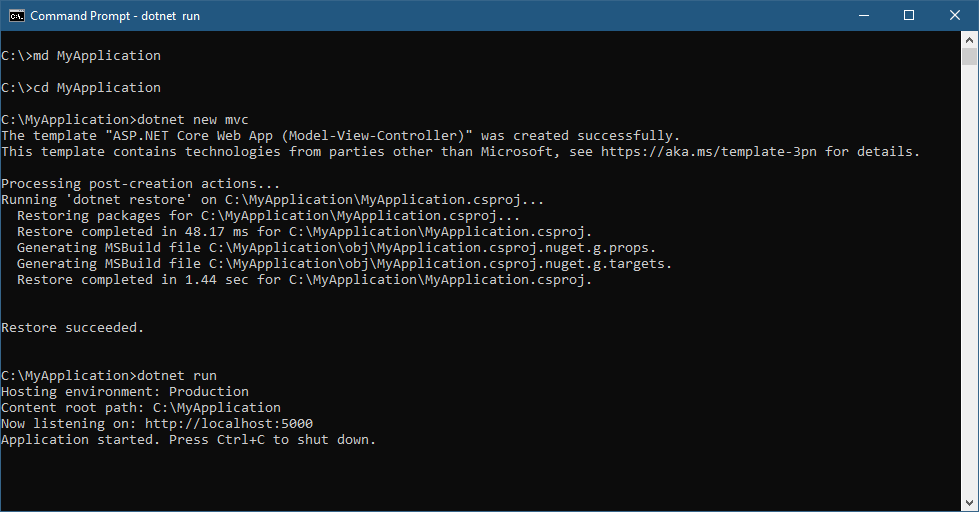 Command Prompt - dotnet run
C:\>md MyApplication
C:\>cd MyApplication
C:\MyApplication>dotnet new mvc
The template "ASP.NET Core Web App (Model-View-Controller)" was created successfully.
This template contains technologies from parties other than Microsoft, see https://aka.ms/template-3pn for details.
Processing post-creation actions...
Running 'dotnet restore' on C:\MyApplication\MyApplication.csproj...
  Restoring packages for C:\MyApplication\MyApplication.csproj...
  Restore completed in 48.17 ms for C:\MyApplication\MyApplication.csproj.
  Generating MSBuild file C:\MyApplication\obj\MyApplication.csproj.nuget.g.props.
  Generating MSBuild file C:\MyApplication\obj\MyApplication.csproj.nuget.g.targets.
  Restore completed in 1.44 sec for C:\MyApplication\MyApplication.csproj.
Restore succeeded.
C:\MyApplication>dotnet run
Hosting environment: Production
Content root path: C:\MyApplication
Now listening on: http://localhost:5000
Application started. Press Ctrl+C to shut down.